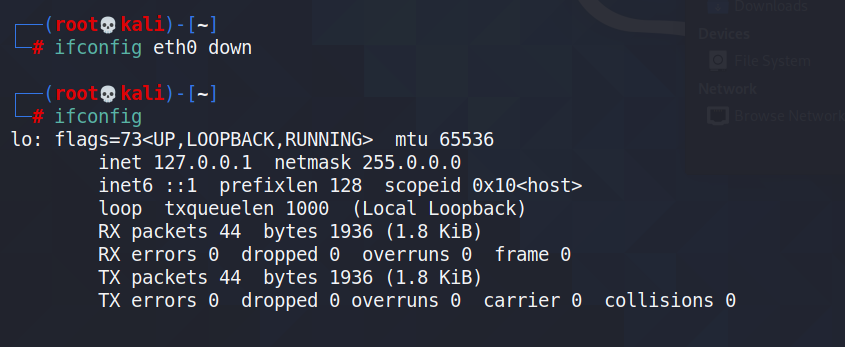 ┌──(root💀kali)-[~]
└─# ifconfig eth0 down
┌──(root💀kali)-[~]
└─# ifconfig
lo: flags=73<UP,LOOPBACK,RUNNING>  mtu 65536
        inet 127.0.0.1  netmask 255.0.0.0
        inet6 ::1  prefixlen 128  scopeid 0x10<host>
        loop  txqueuelen 1000  (Local Loopback)
        RX packets 44  bytes 1936 (1.8 KiB)
        RX errors 0  dropped 0  overruns 0  frame 0
        TX packets 44  bytes 1936 (1.8 KiB)
        TX errors 0  dropped 0 overruns 0  carrier 0  collisions 0
Downloads
Devices
File System
Network
Browse Network